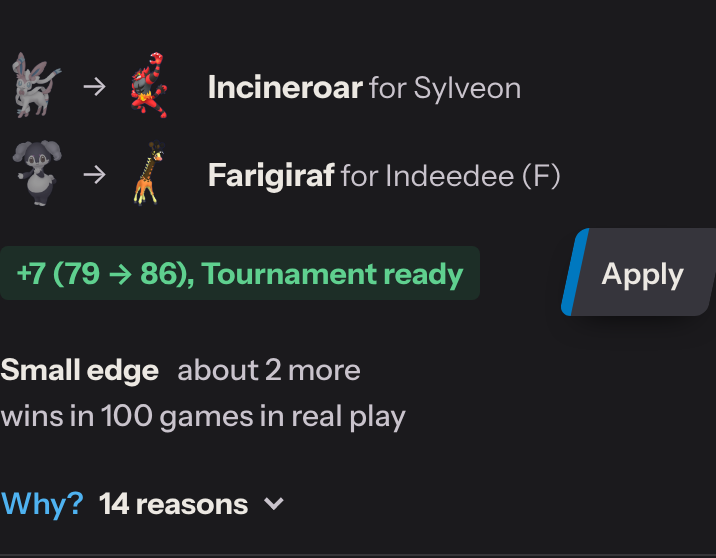 → Incineroar for Sylveon
→ Farigiraf for Indeedee (F)
+7 (79 → 86), Tournament ready
Apply
Small edge about 2 more
wins in 100 games in real play
Why? 14 reasons